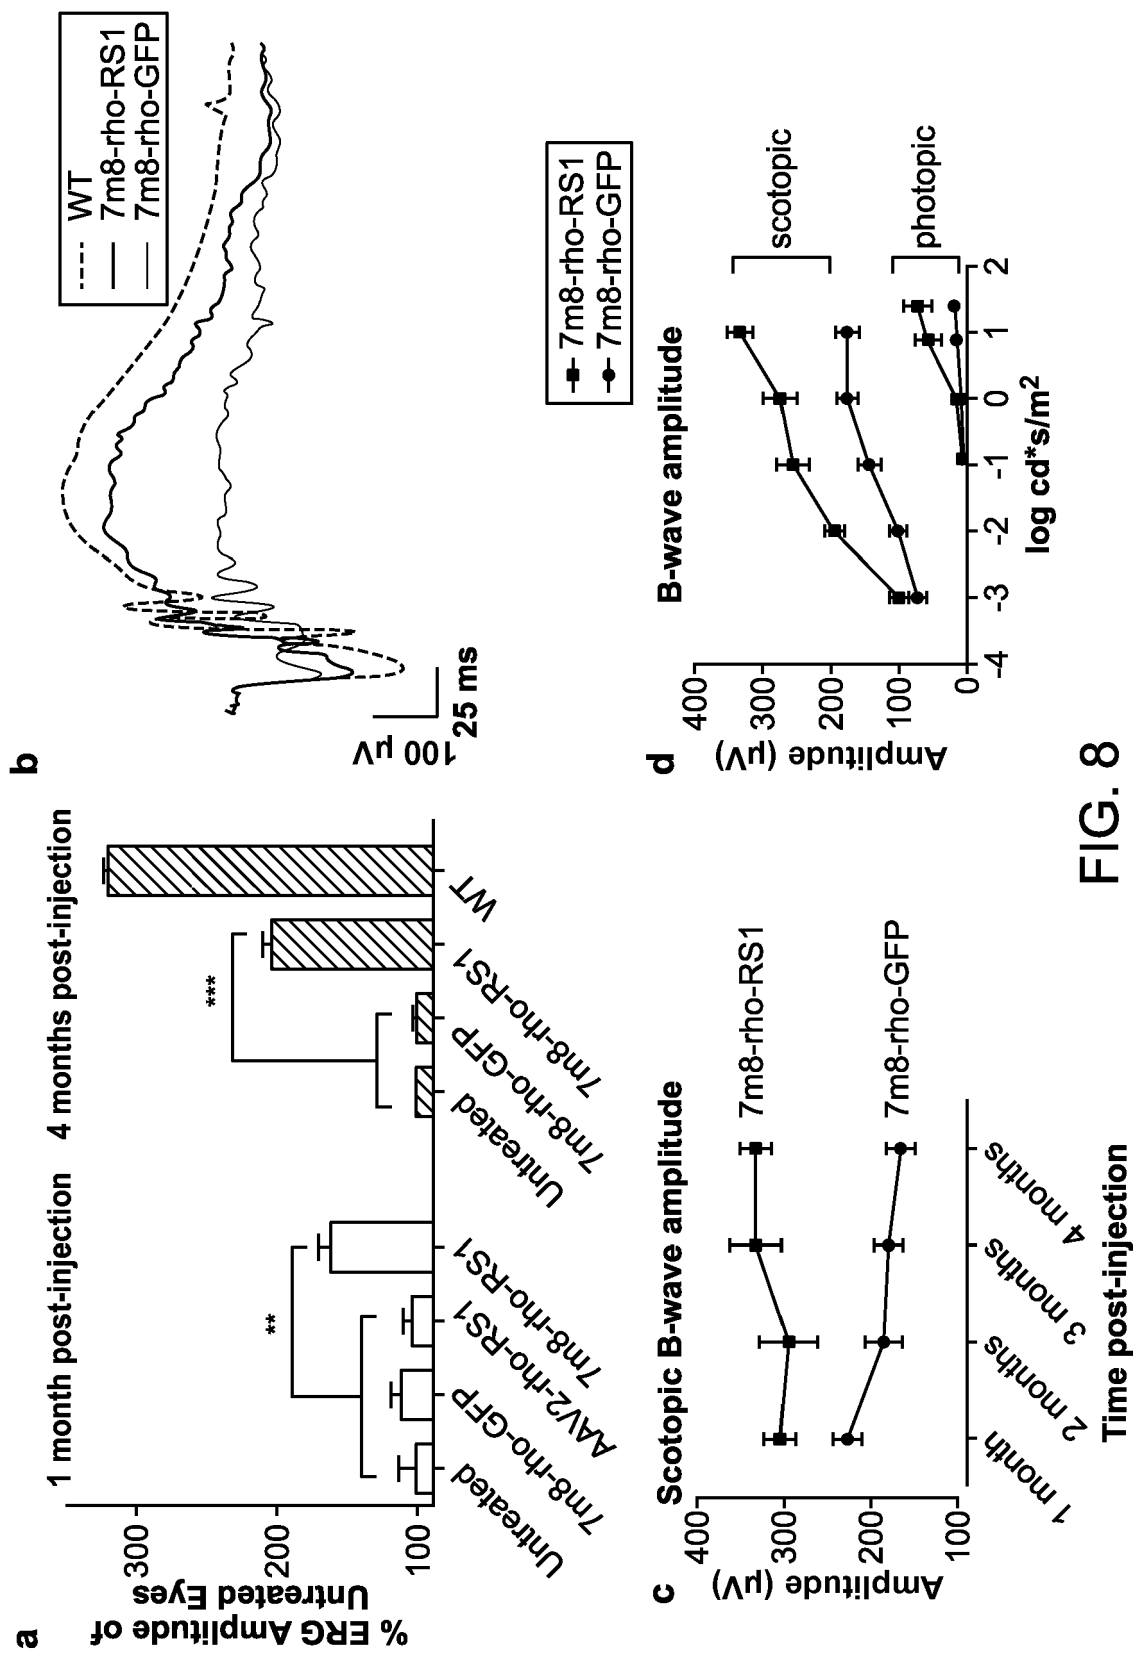 a
1 month post-injection
4 months post-injection
% ERG Amplitude of
Untreated Eyes
300
200
100
**
***
Untreated
7m8-rho-GFP
AAV2-rho-RS1
7m8-rho-RS1
Untreated
7m8-rho-GFP
7m8-rho-RS1
WT
b
WT
7m8-rho-RS1
7m8-rho-GFP
100 µV
25 ms
c
Scotopic B-wave amplitude
Amplitude (µV)
400
300
200
100
7m8-rho-RS1
7m8-rho-GFP
1 month
2 months
3 months
4 months
Time post-injection
d
7m8-rho-RS1
7m8-rho-GFP
B-wave amplitude
Amplitude (µV)
400
300
200
100
0
scotopic
photopic
-4
-3
-2
-1
0
1
2
log cd*s/m²
FIG. 8